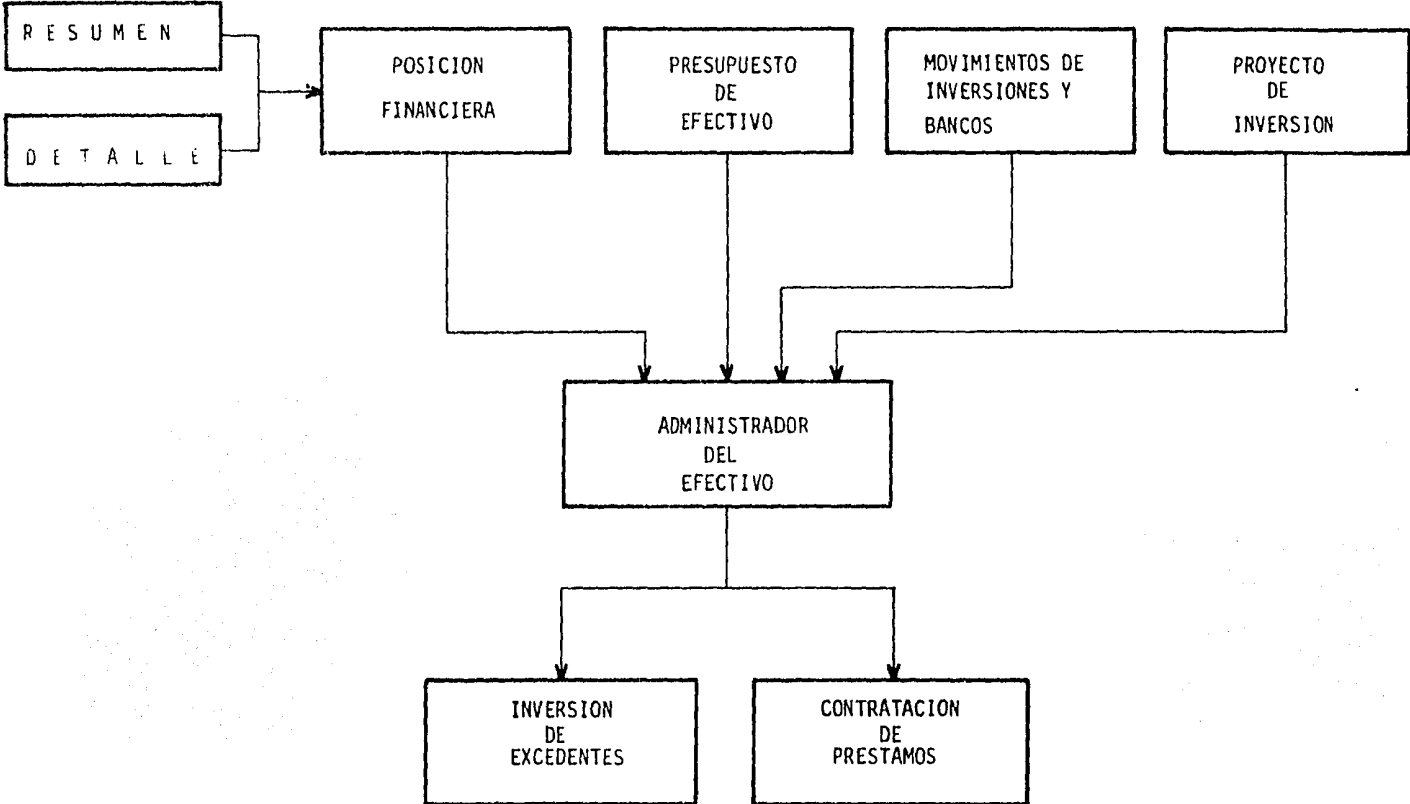 R E S U M E N
D E T A L L E
POSICION
FINANCIERA
PRESUPUESTO
DE
EFECTIVO
MOVIMIENTOS DE
INVERSIONES Y
BANCOS
PROYECTO
DE
INVERSION
ADMINISTRADOR
DEL
EFECTIVO
INVERSION
DE
EXCEDENTES
CONTRATACION
DE
PRESTAMOS